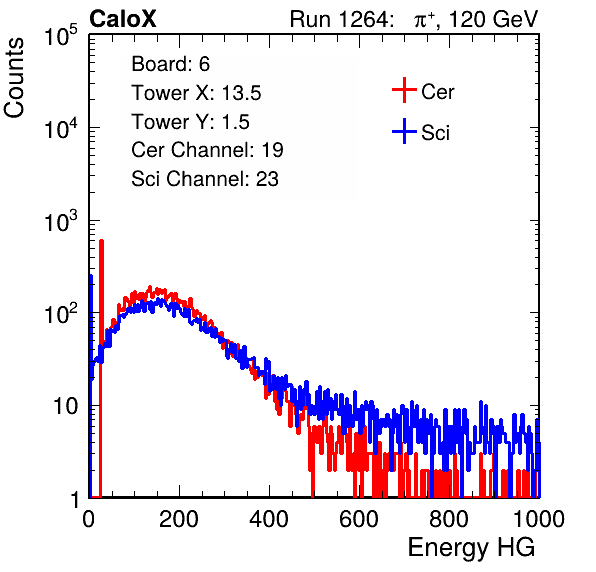 CaloX Run 1264: π⁺, 120 GeV
Counts
10⁵
10⁴
10³
10²
10
1
Board: 6
Tower X: 13.5
Tower Y: 1.5
Cer Channel: 19
Sci Channel: 23
Cer
Sci
0 200 400 600 800 1000
Energy HG